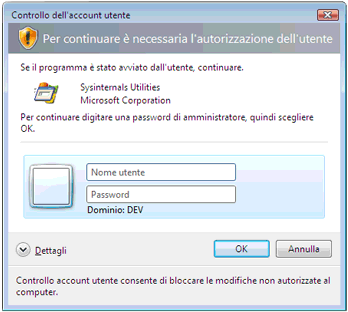 Controllo dell'account utente
Per continuare è necessaria l'autorizzazione dell'utente
Se il programma è stato avviato dall'utente, continuare.
Sysinternals Utilities
Microsoft Corporation
Per continuare digitare una password di amministratore, quindi scegliere
OK.
Nome utente
Password
Dominio: DEV
Dettagli
OK
Annulla
Controllo account utente consente di bloccare le modifiche non autorizzate al
computer.